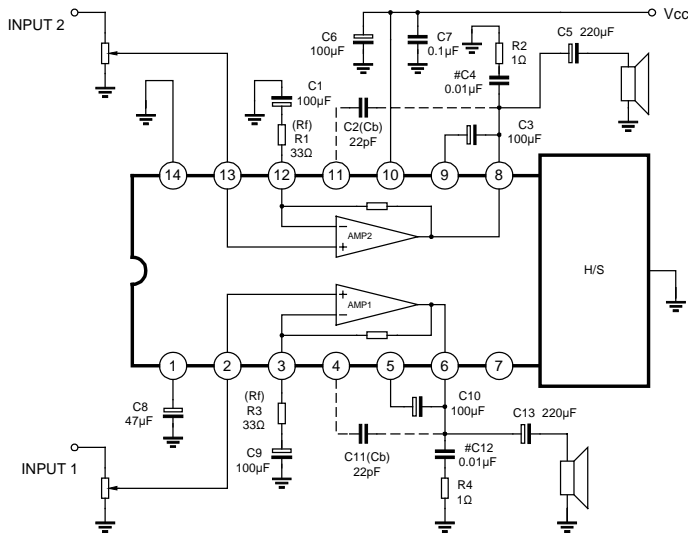 INPUT 2
C6
100µF
C7
0.1µF
R2
1Ω
#C4
0.01µF
C5 220µF
Vcc
C1
100µF
(Rf)
R1
33Ω
C2(Cb)
22pF
C3
100µF
14
13
12
11
10
9
8
AMP2
H/S
AMP1
1
2
3
4
5
6
7
C8
47µF
(Rf)
R3
33Ω
C9
100µF
C11(Cb)
22pF
C10
100µF
#C12
0.01µF
R4
1Ω
C13 220µF
INPUT 1